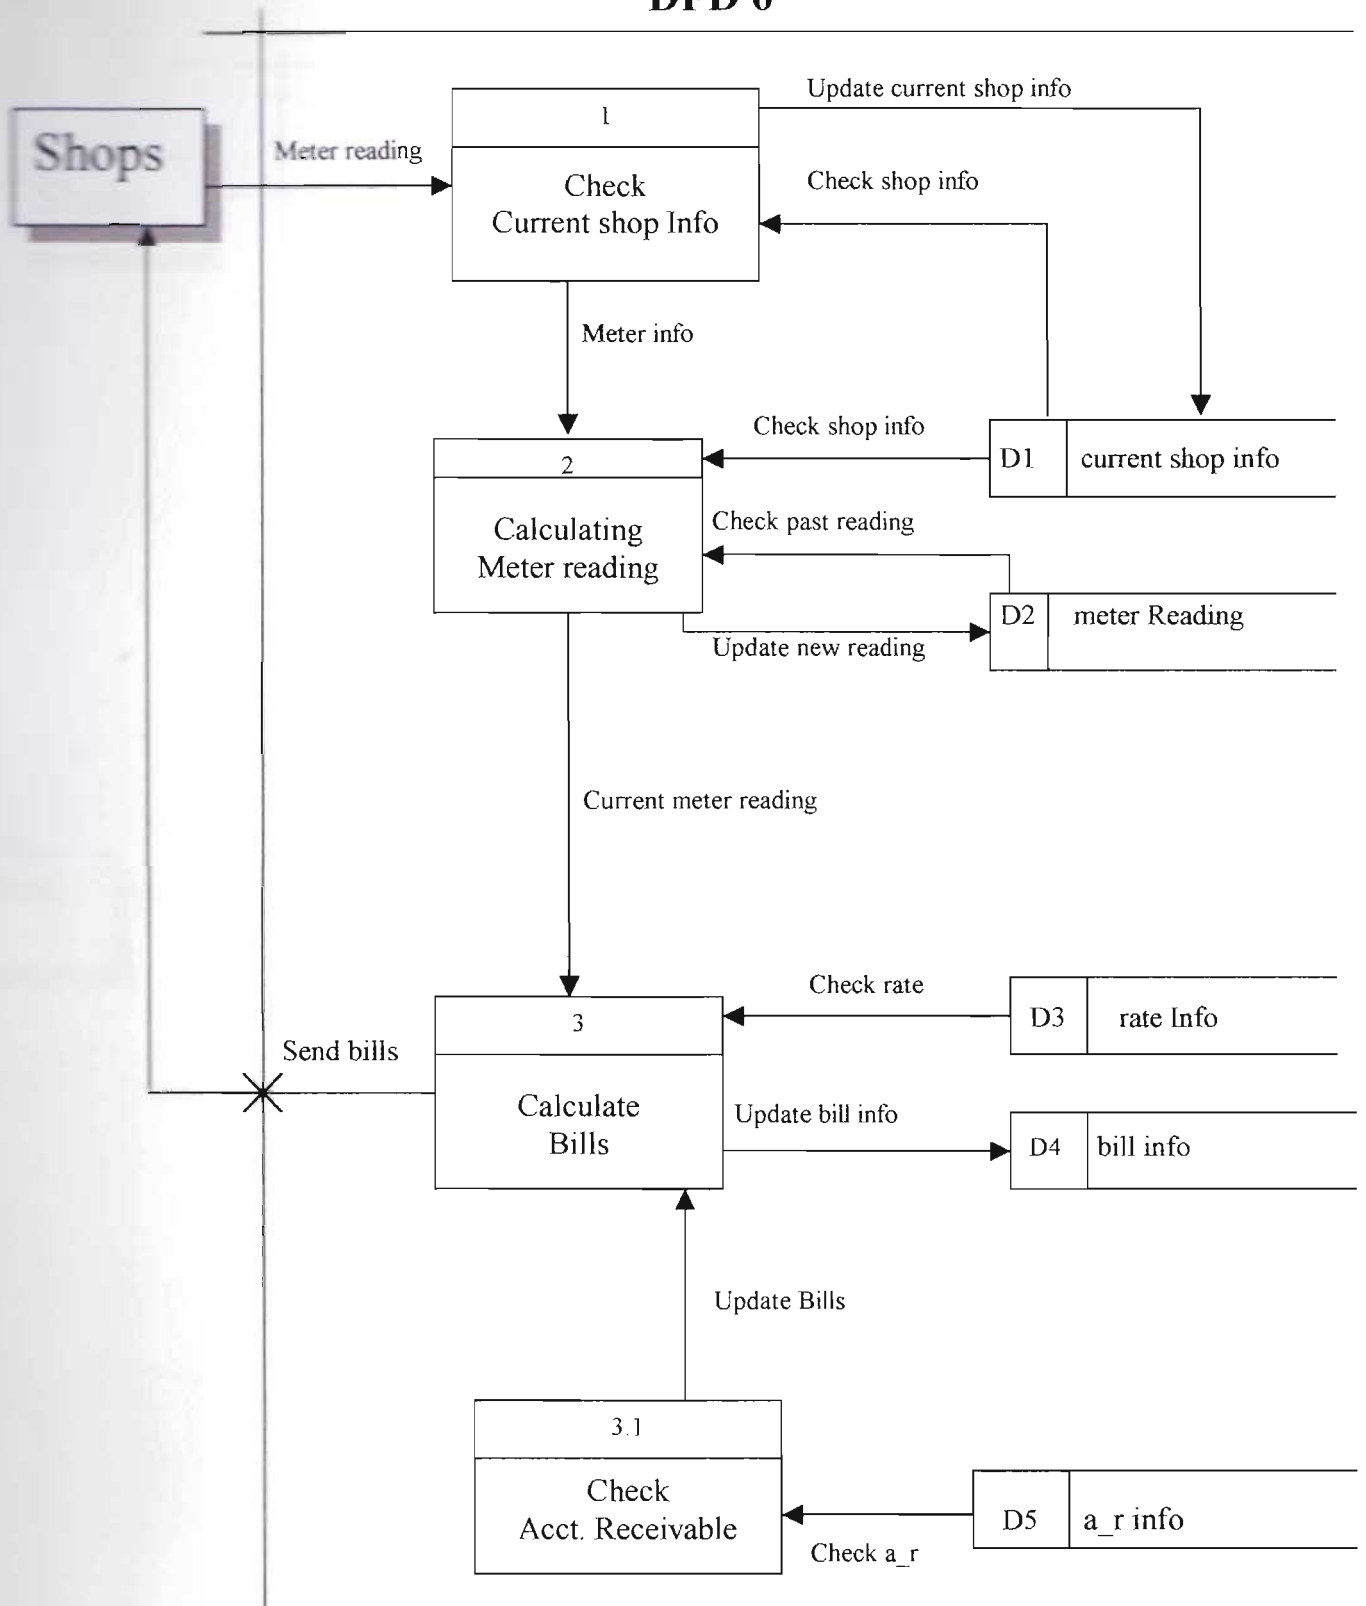 Shops
Meter reading
1
Check
Current shop Info
Update current shop info
Check shop info
Meter info
2
Calculating
Meter reading
Check shop info
D1
current shop info
Check past reading
D2
meter Reading
Update new reading
Current meter reading
3
Calculate
Bills
Send bills
Check rate
D3
rate Info
Update bill info
D4
bill info
Update Bills
3.1
Check
Acct. Receivable
D5
a_r info
Check a_r